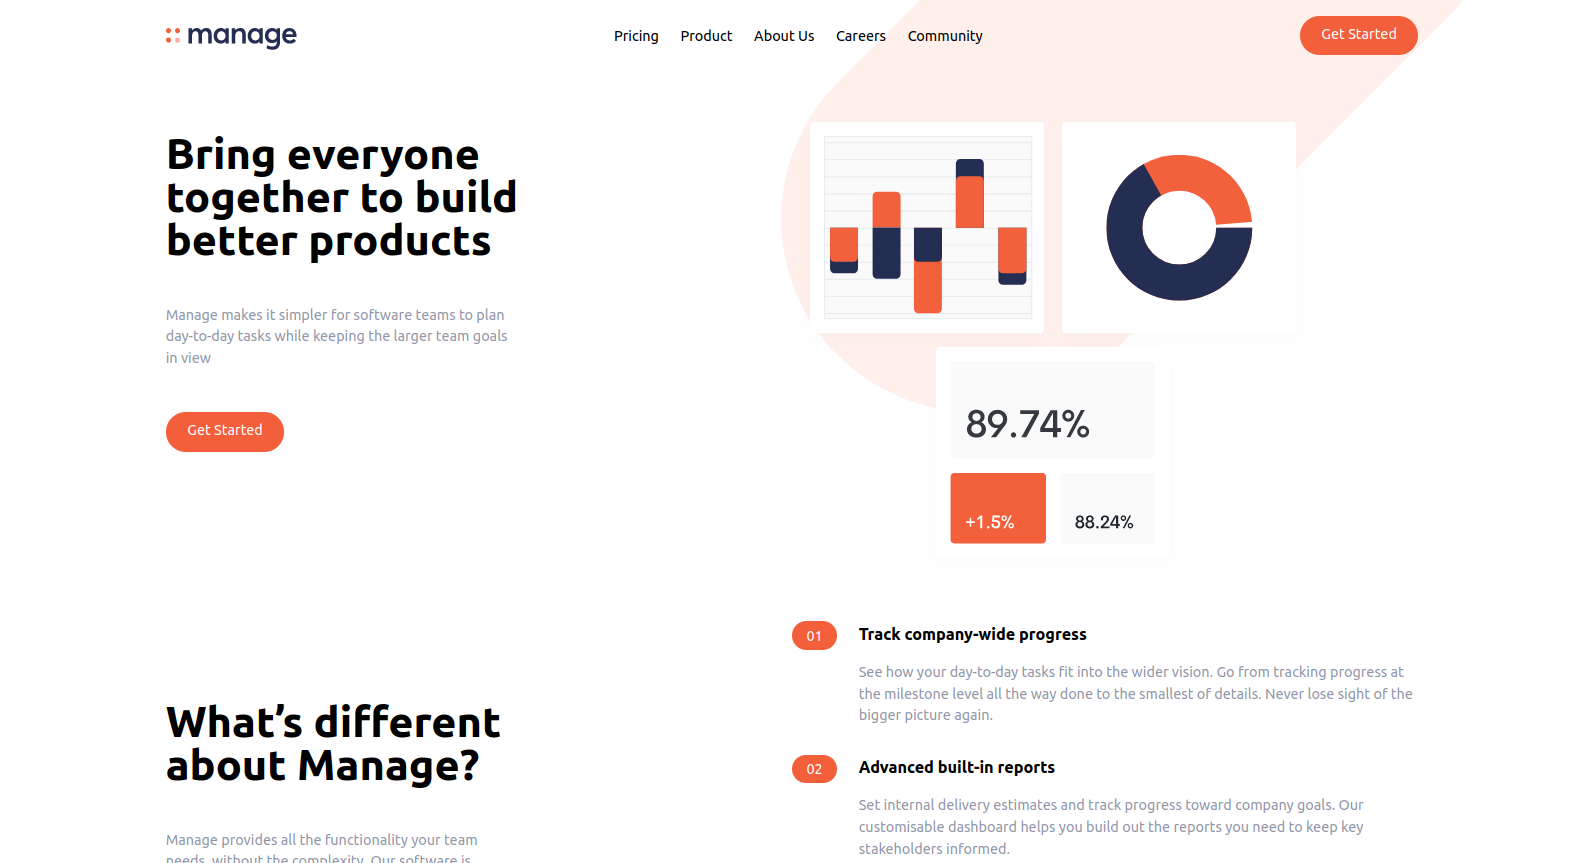 manage
Pricing Product About Us Careers Community
Get Started
Bring everyone
together to build
better products
Manage makes it simpler for software teams to plan
day-to-day tasks while keeping the larger team goals
in view
Get Started
89.74%
+1.5% 88.24%
What’s different
about Manage?
Manage provides all the functionality your team
needs, without the complexity. Our software is
01 Track company-wide progress
See how your day-to-day tasks fit into the wider vision. Go from tracking progress at
the milestone level all the way done to the smallest of details. Never lose sight of the
bigger picture again.
02 Advanced built-in reports
Set internal delivery estimates and track progress toward company goals. Our
customisable dashboard helps you build out the reports you need to keep key
stakeholders informed.